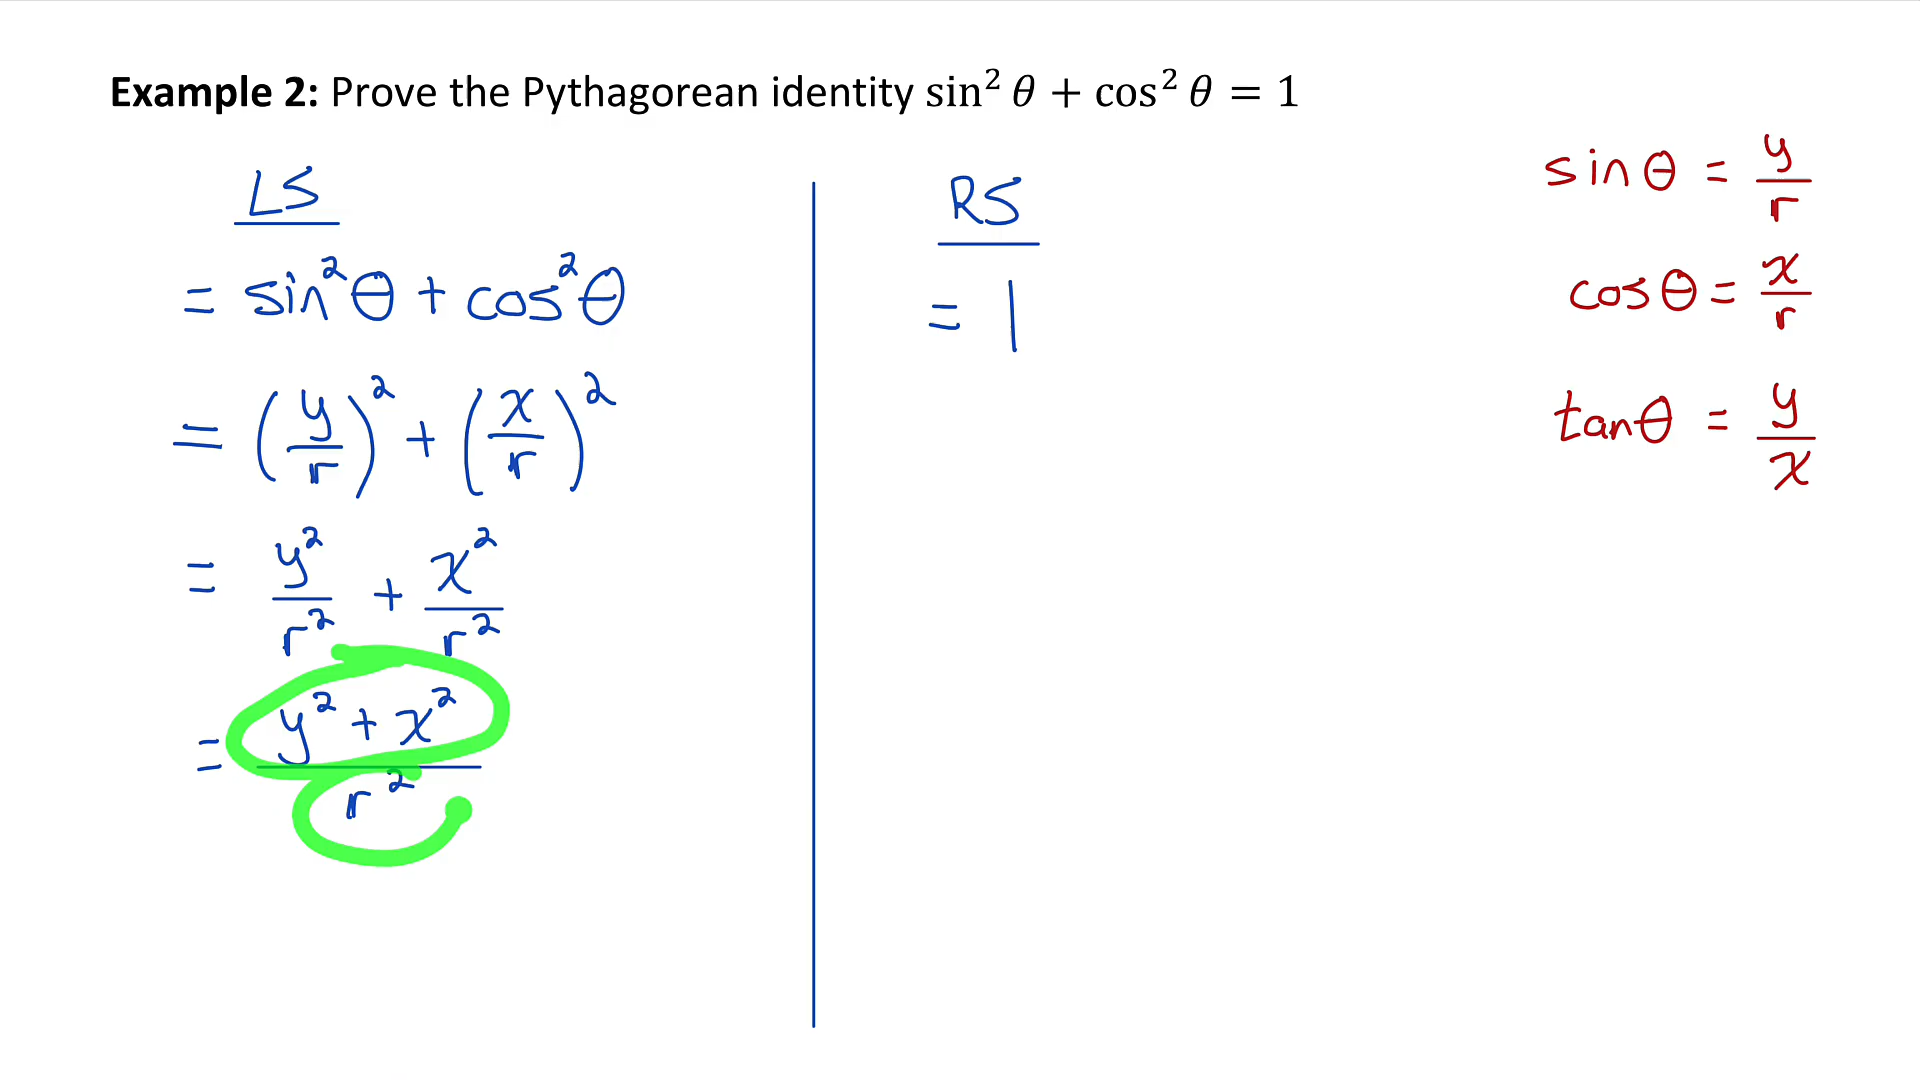 Example 2: Prove the Pythagorean identity sin² θ + cos² θ = 1
LS
= sin²θ + cos²θ
= (y/r)² + (x/r)²
= y²/r² + x²/r²
= (y² + x²)/r²
RS
= 1
sinθ = y/r
cosθ = x/r
tanθ = y/x